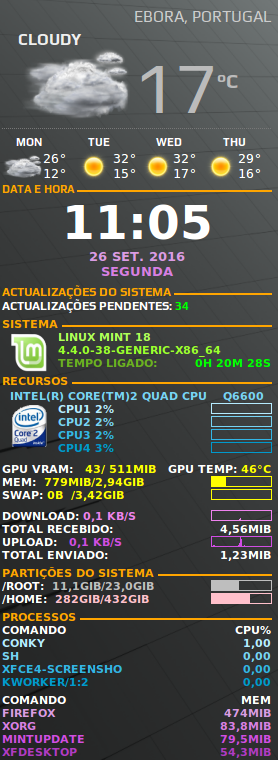 EBORA, PORTUGAL
CLOUDY
17°C
MON TUE WED THU
26° 32° 32° 29°
12° 15° 17° 16°
DATA E HORA
11:05
26 SET. 2016
SEGUNDA
ACTUALIZAÇÕES DO SISTEMA
ACTUALIZAÇÕES PENDENTES: 34
SISTEMA
LINUX MINT 18
4.4.0-38-GENERIC-X86_64
TEMPO LIGADO: 0H 20M 28S
RECURSOS
INTEL(R) CORE(TM)2 QUAD CPU Q6600
intel
Core 2
Quad
CPU1 2%
CPU2 2%
CPU3 2%
CPU4 3%
GPU VRAM: 43/ 511MIB GPU TEMP: 46°C
MEM: 779MIB/2,94GIB
SWAP: 0B /3,42GIB
DOWNLOAD: 0,1 KB/S
TOTAL RECEBIDO: 4,56MIB
UPLOAD: 0,1 KB/S
TOTAL ENVIADO: 1,23MIB
PARTIÇÕES DO SISTEMA
/ROOT: 11,1GIB/23,0GIB
/HOME: 282GIB/432GIB
PROCESSOS
COMANDO CPU%
CONKY 1,00
SH 0,00
XFCE4-SCREENSHO 0,00
KWORKER/1:2 0,00
COMANDO MEM
FIREFOX 474MIB
XORG 83,8MIB
MINTUPDATE 79,5MIB
XFDESKTOP 54,3MIB